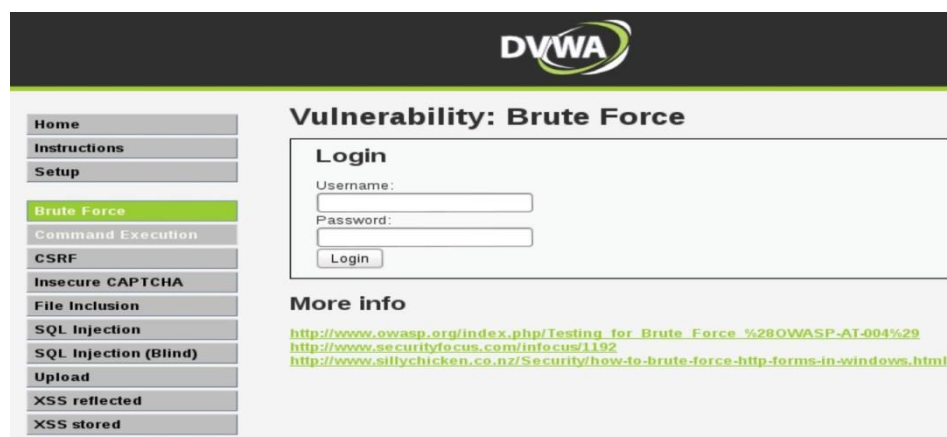 DVWA
Home
Instructions
Setup
Brute Force
Command Execution
CSRF
Insecure CAPTCHA
File Inclusion
SQL Injection
SQL Injection (Blind)
Upload
XSS reflected
XSS stored
Vulnerability: Brute Force
Login
Username:
Password:
Login
More info
http://www.owasp.org/index.php/Testing_for_Brute_Force_%28OWASP-AT-004%29
http://www.securityfocus.com/infocus/1192
http://www.sillychicken.co.nz/Security/how-to-brute-force-http-forms-in-windows.html